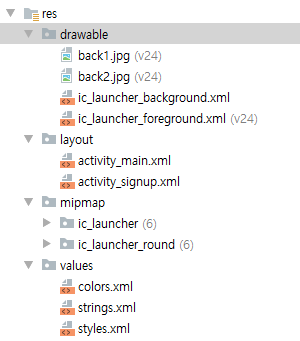 res
drawable
back1.jpg (v24)
back2.jpg (v24)
ic_launcher_background.xml
ic_launcher_foreground.xml (v24)
layout
activity_main.xml
activity_signup.xml
mipmap
ic_launcher (6)
ic_launcher_round (6)
values
colors.xml
strings.xml
styles.xml